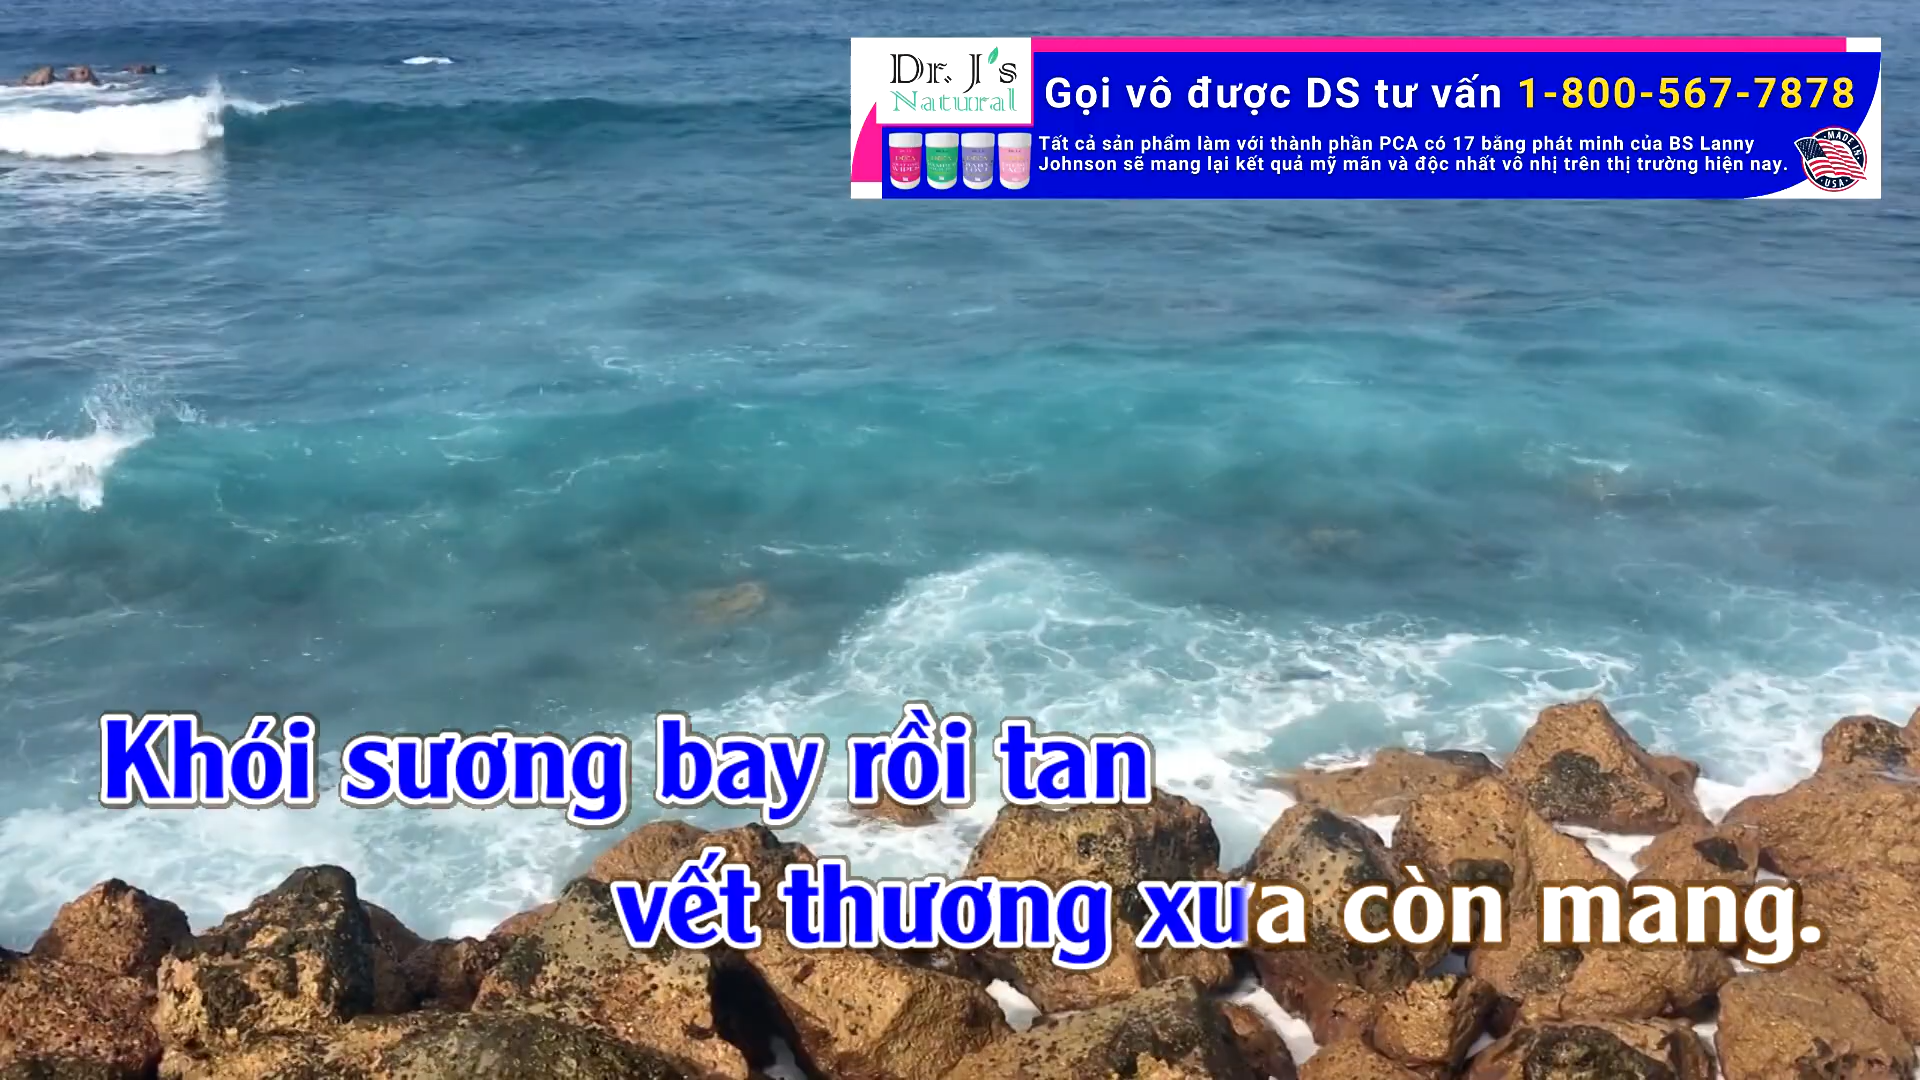 Dr. J's
Natural
Gọi vô được DS tư vấn 1-800-567-7878
Tất cả sản phẩm làm với thành phần PCA có 17 bằng phát minh của BS Lanny
Johnson sẽ mang lại kết quả mỹ mãn và độc nhất vô nhị trên thị trường hiện nay.
MADE IN
USA
Khói sương bay rồi tan
vết thương xưa còn mang.